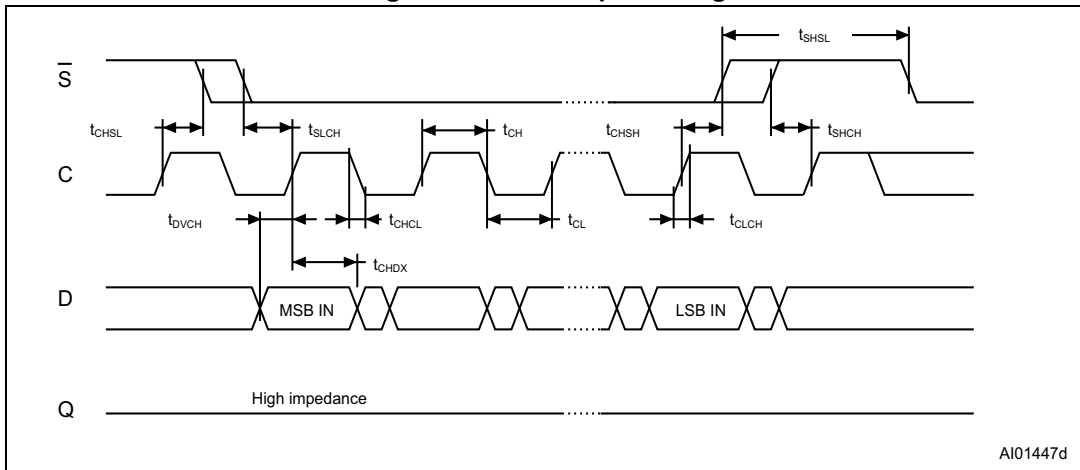 tSHSL
S
tCHSL
tSLCH
tCH
tCHSH
tSHCH
C
tDVCH
tCHCL
tCL
tCLCH
tCHDX
D
MSB IN
LSB IN
High impedance
Q
AI01447d